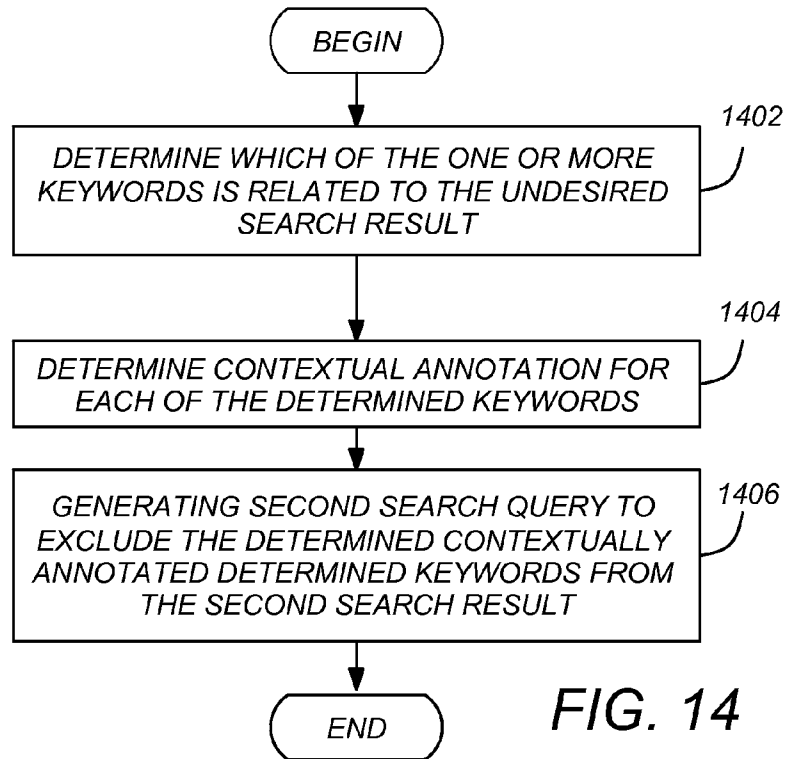 BEGIN
1402
DETERMINE WHICH OF THE ONE OR MORE
KEYWORDS IS RELATED TO THE UNDESIRED
SEARCH RESULT
1404
DETERMINE CONTEXTUAL ANNOTATION FOR
EACH OF THE DETERMINED KEYWORDS
1406
GENERATING SECOND SEARCH QUERY TO
EXCLUDE THE DETERMINED CONTEXTUALLY
ANNOTATED DETERMINED KEYWORDS FROM
THE SECOND SEARCH RESULT
END
FIG. 14